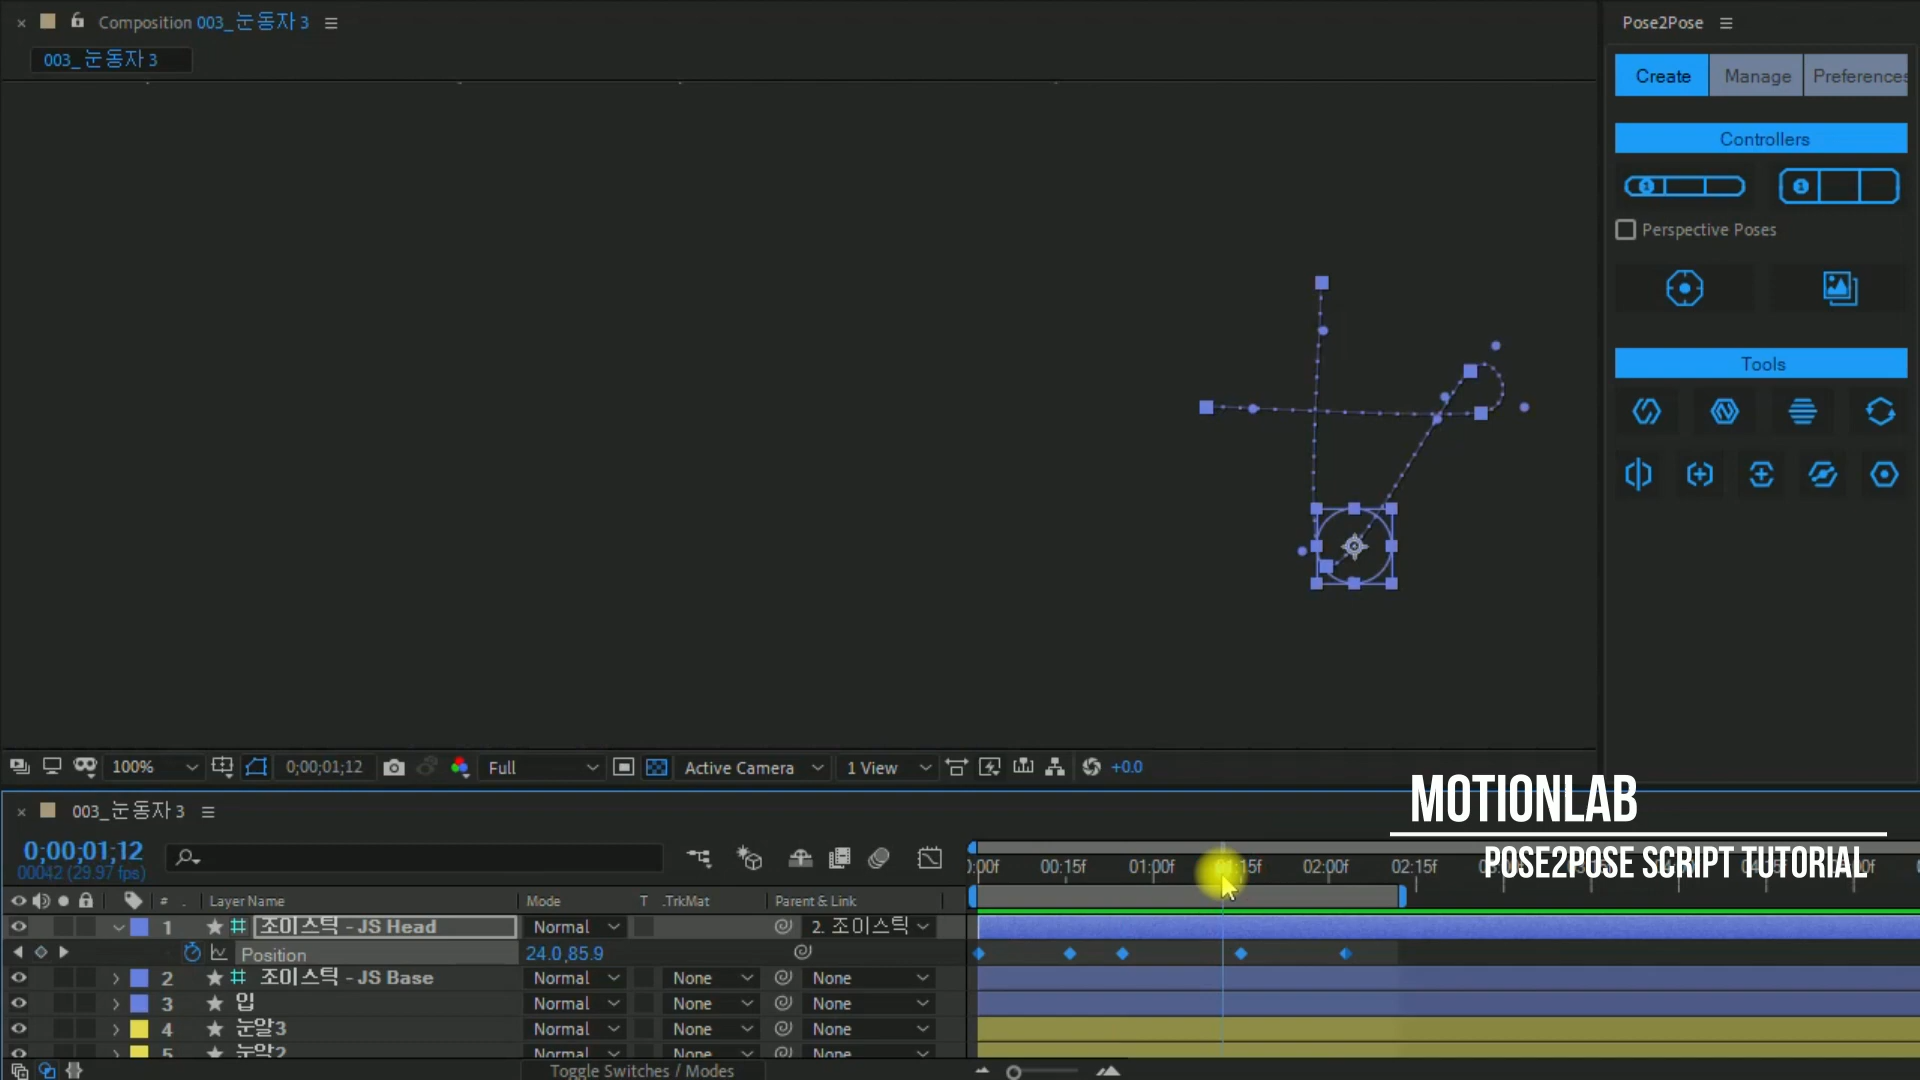 Composition 003_눈동자 3
Pose2Pose
003_눈동자 3
Create Manage Preferences
Controllers
1 1
Perspective Poses
Tools
100% 0;00;01;12 Full Active Camera 1 View +0.0
MOTIONLAB
003_눈동자 3
0;00;01;12
00042 (29.97 fps)
00:15f 01:00f 01:15f 02:00f 02:15f
POSE2POSE SCRIPT TUTORIAL
# Layer Name Mode T .TrkMat Parent & Link
1 조이스틱 - JS Head Normal 2. 조이스틱
Position 24.0,85.9
2 조이스틱 - JS Base Normal None None
3 입 Normal None None
4 눈알3 Normal None None
5 눈알2 Normal None None
Toggle Switches / Modes